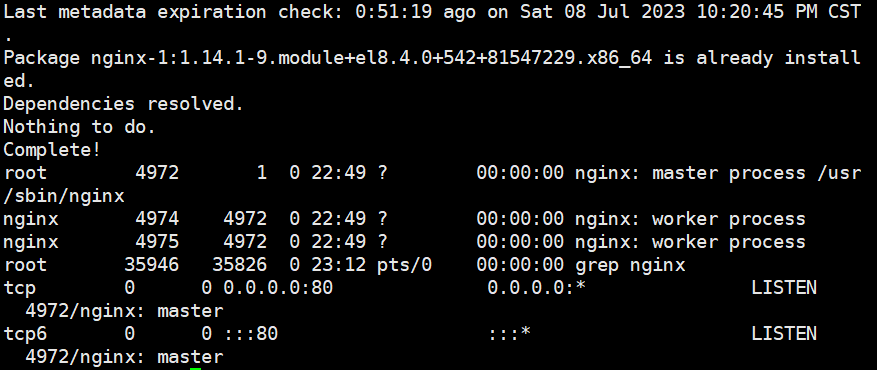 Last metadata expiration check: 0:51:19 ago on Sat 08 Jul 2023 10:20:45 PM CST
.
Package nginx-1:1.14.1-9.module+el8.4.0+542+81547229.x86_64 is already install
ed.
Dependencies resolved.
Nothing to do.
Complete!
root        4972       1  0 22:49 ?        00:00:00 nginx: master process /usr
/sbin/nginx
nginx       4974    4972  0 22:49 ?        00:00:00 nginx: worker process
nginx       4975    4972  0 22:49 ?        00:00:00 nginx: worker process
root       35946   35826  0 23:12 pts/0    00:00:00 grep nginx
tcp        0      0 0.0.0.0:80              0.0.0.0:*               LISTEN
  4972/nginx: master
tcp6       0      0 :::80                   :::*                    LISTEN
  4972/nginx: master